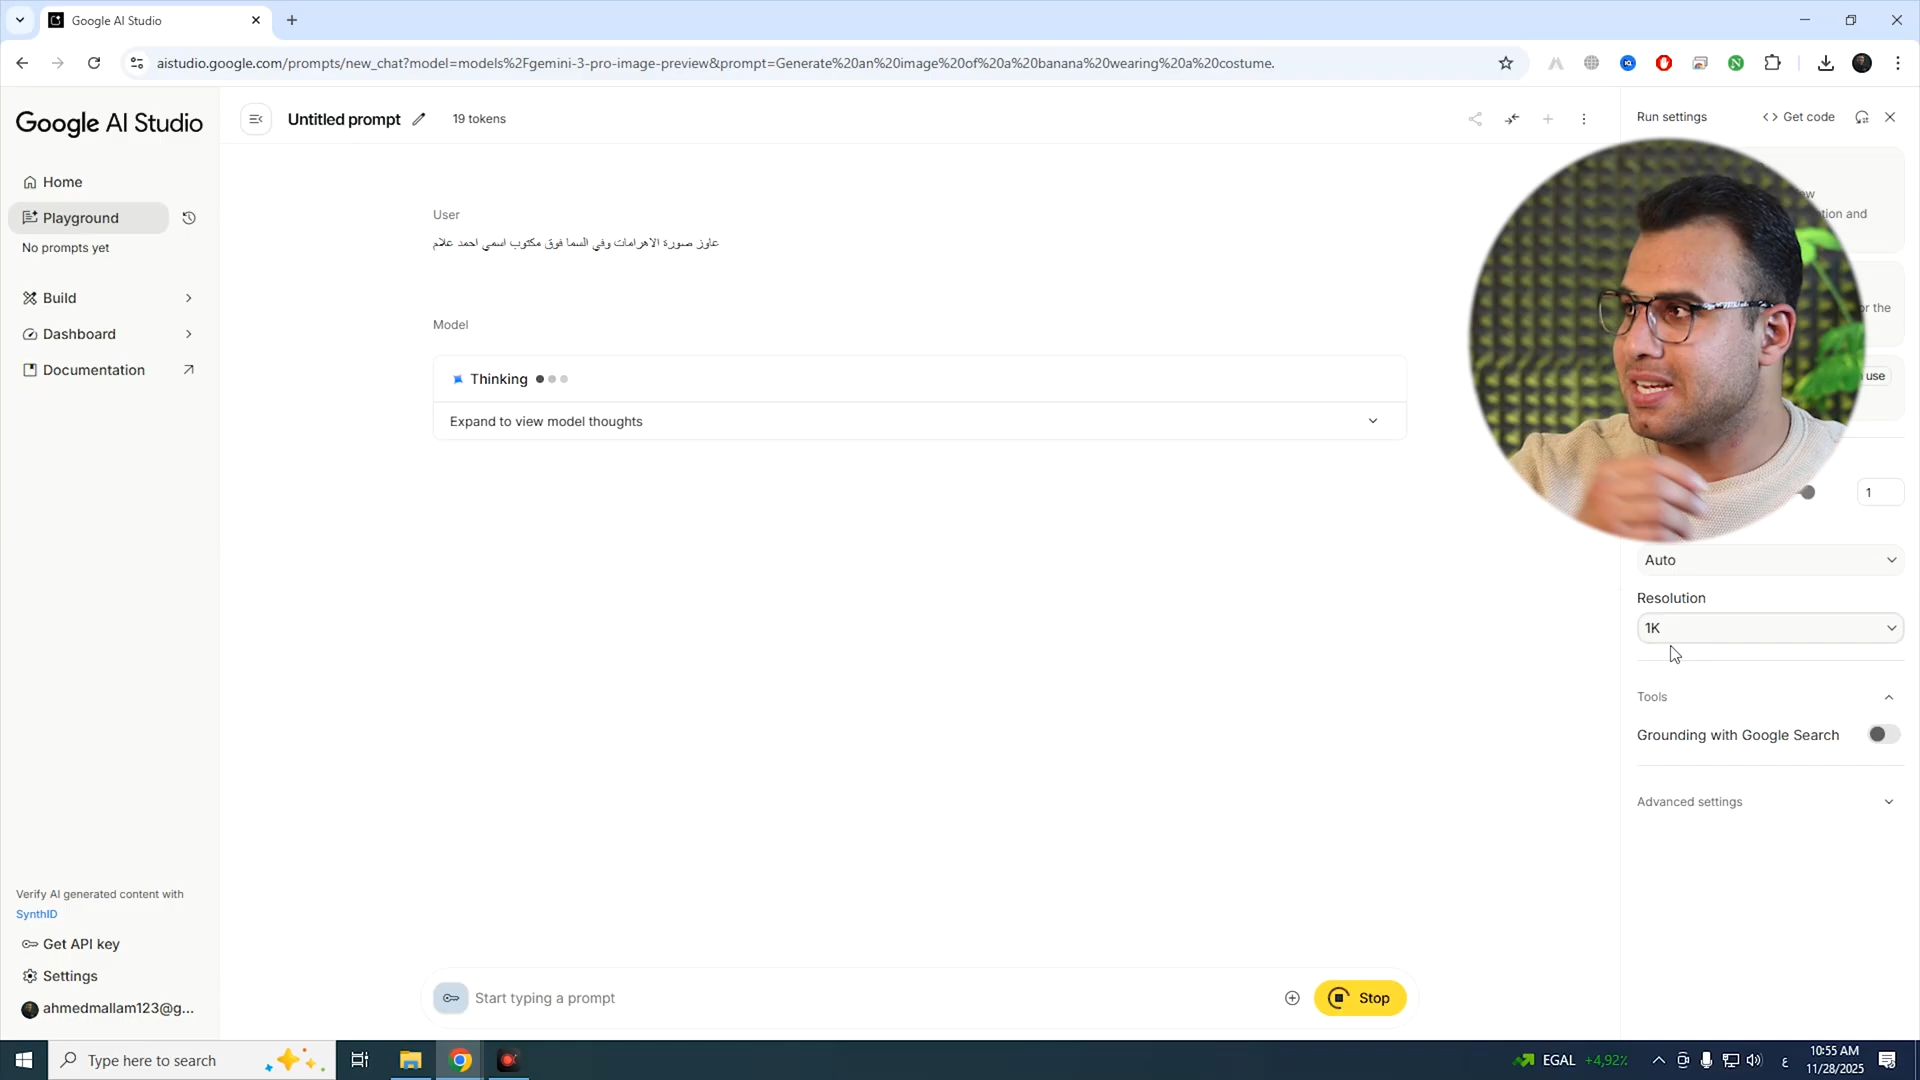 Google AI Studio
aistudio.google.com/prompts/new_chat?model=models%2Fgemini-3-pro-image-preview&prompt=Generate%20an%20image%20of%20a%20banana%20wearing%20a%20costume.
Google AI Studio
Untitled prompt
19 tokens
Run settings
<> Get code
Home
Playground
No prompts yet
Build
Dashboard
Documentation
User
عاوز صورة الاهرامات وفي السما فوق مكتوب اسمي احمد علام
Model
Thinking
Expand to view model thoughts
tion and
or the
use
1
Auto
Resolution
1K
Tools
Grounding with Google Search
Advanced settings
Verify AI generated content with
SynthID
Get API key
Settings
ahmedmallam123@g...
Start typing a prompt
Stop
Type here to search
EGAL +4,92%
ع
10:55 AM
11/28/2025